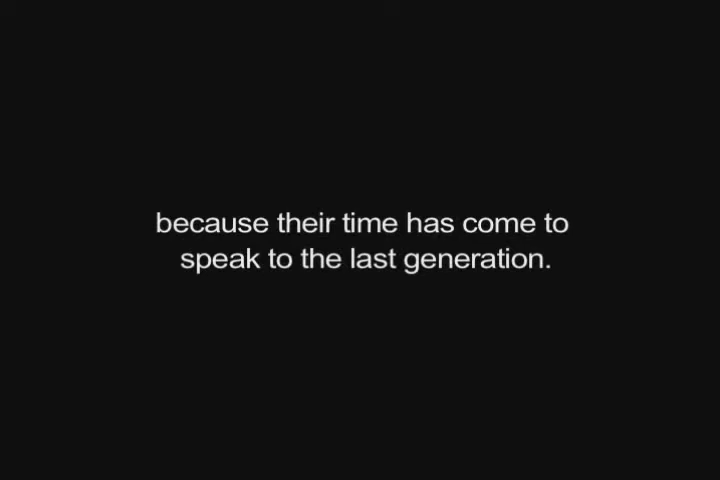 because their time has come to
speak to the last generation.